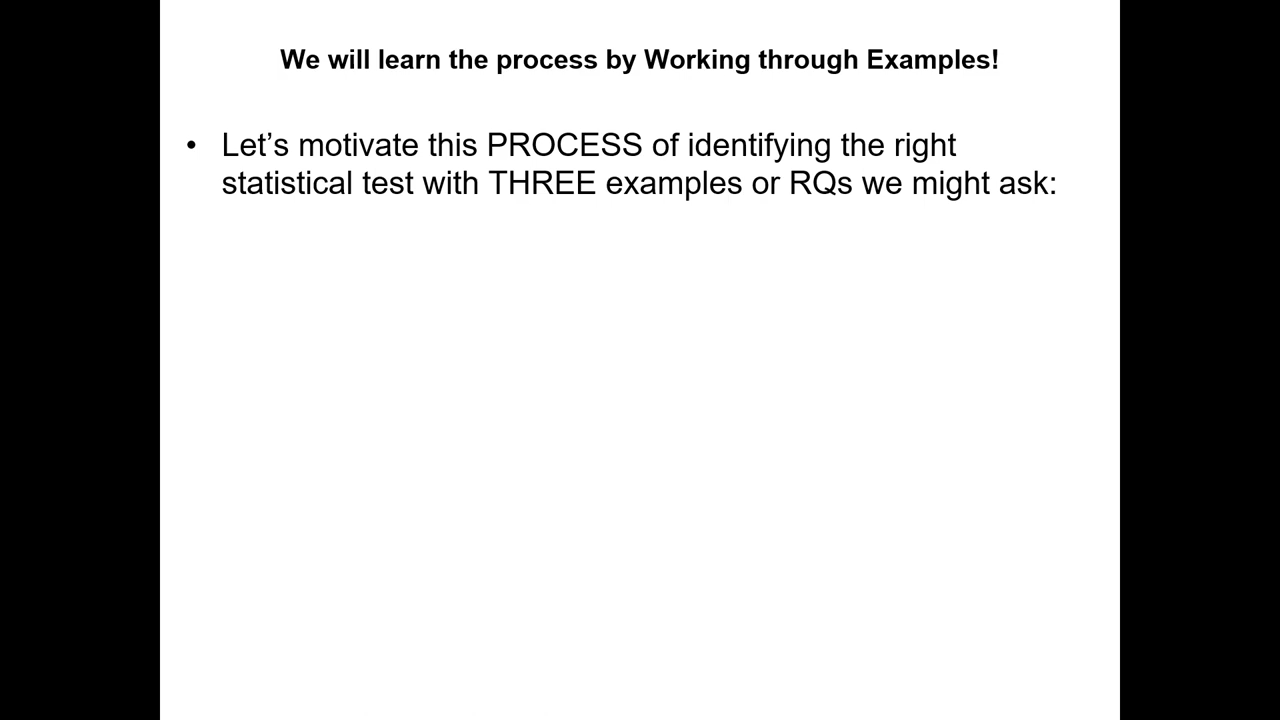 We will learn the process by Working through Examples!
• Let’s motivate this PROCESS of identifying the right
statistical test with THREE examples or RQs we might ask: